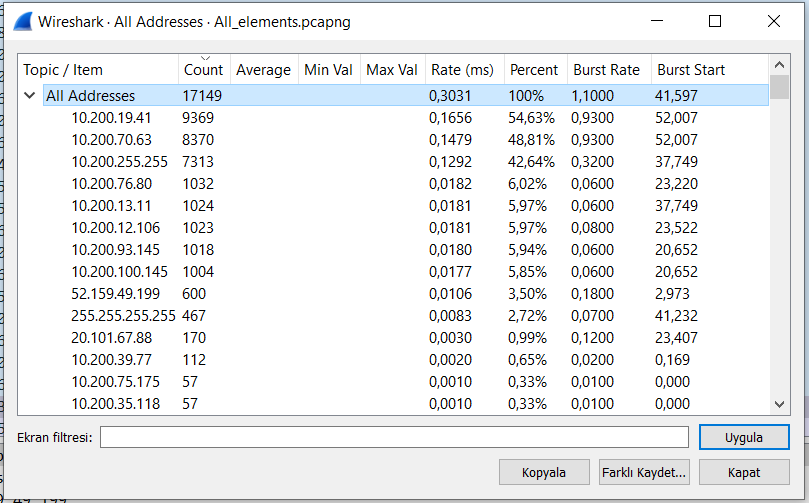 Wireshark · All Addresses · All_elements.pcapng
Topic / Item Count Average Min Val Max Val Rate (ms) Percent Burst Rate Burst Start
All Addresses 17149 0,3031 100% 1,1000 41,597
10.200.19.41 9369 0,1656 54,63% 0,9300 52,007
10.200.70.63 8370 0,1479 48,81% 0,9300 52,007
10.200.255.255 7313 0,1292 42,64% 0,3200 37,749
10.200.76.80 1032 0,0182 6,02% 0,0600 23,220
10.200.13.11 1024 0,0181 5,97% 0,0600 37,749
10.200.12.106 1023 0,0181 5,97% 0,0800 23,522
10.200.93.145 1018 0,0180 5,94% 0,0600 20,652
10.200.100.145 1004 0,0177 5,85% 0,0600 20,652
52.159.49.199 600 0,0106 3,50% 0,1800 2,973
255.255.255.255 467 0,0083 2,72% 0,0700 41,232
20.101.67.88 170 0,0030 0,99% 0,1200 23,407
10.200.39.77 112 0,0020 0,65% 0,0200 0,169
10.200.75.175 57 0,0010 0,33% 0,0100 0,000
10.200.35.118 57 0,0010 0,33% 0,0100 0,000
Ekran filtresi: Uygula
Kopyala Farklı Kaydet... Kapat